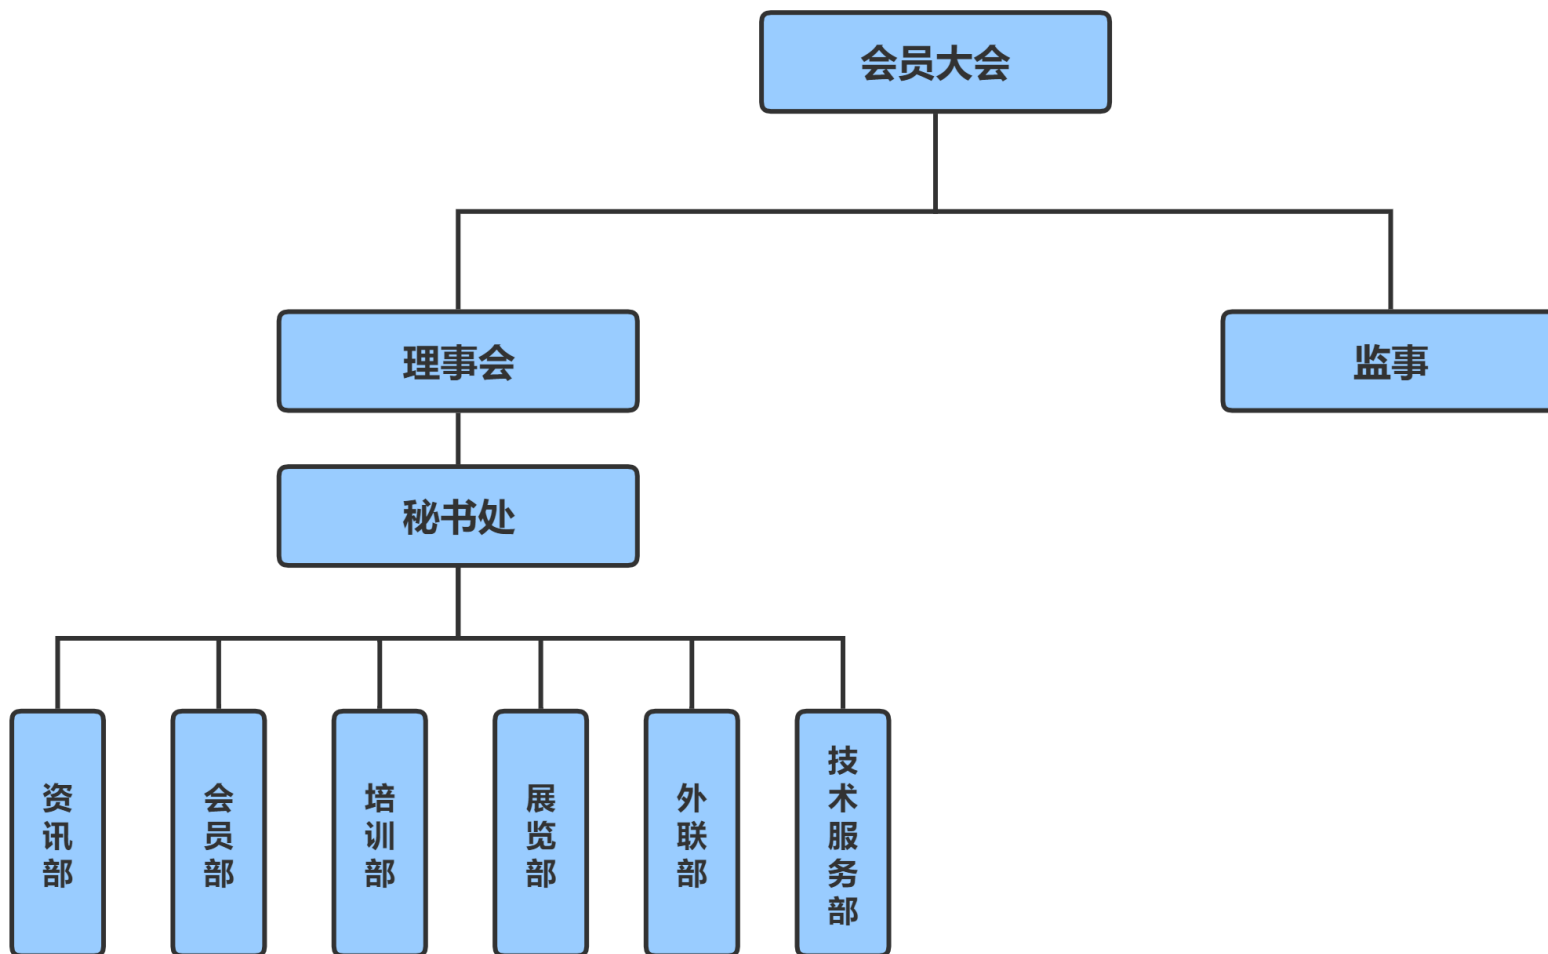 会员大会
理事会
监事
秘书处
资讯部
会员部
培训部
展览部
外联部
技术服务部